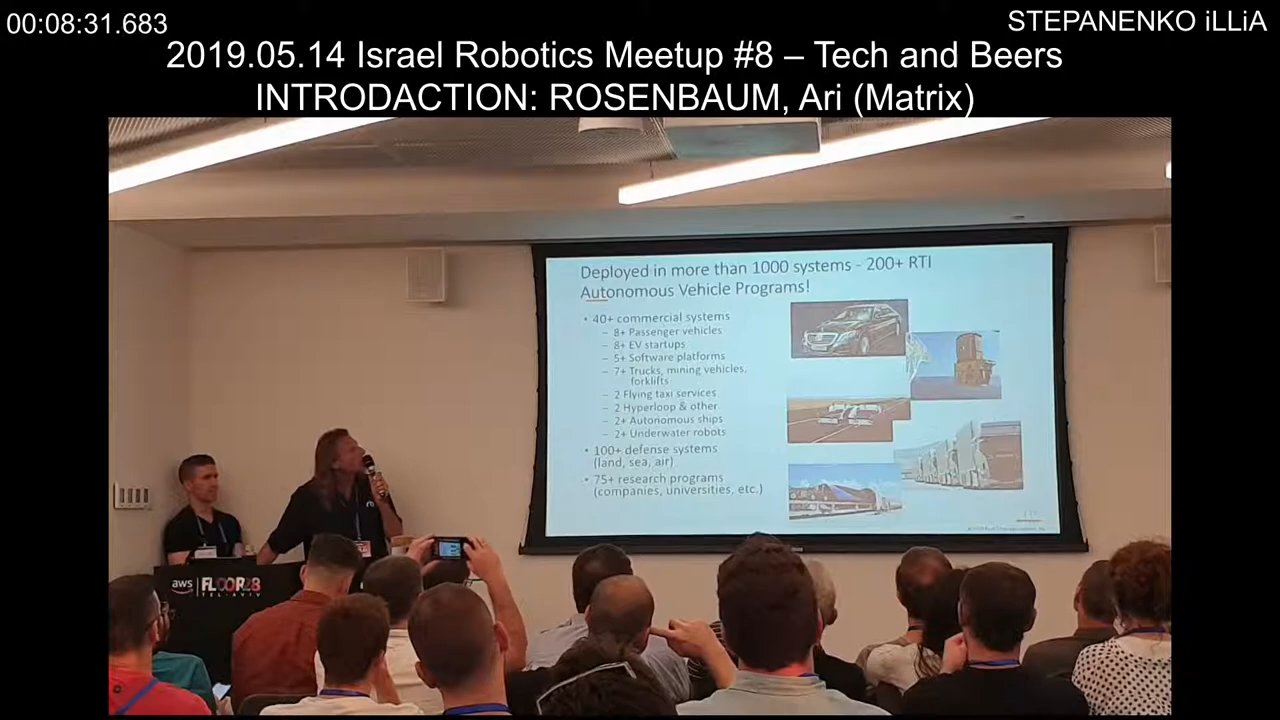 00:08:31.683
STEPANENKO iLLiA
2019.05.14 Israel Robotics Meetup #8 – Tech and Beers
INTRODACTION: ROSENBAUM, Ari (Matrix)
Deployed in more than 1000 systems - 200+ RTI
Autonomous Vehicle Programs!
• 40+ commercial systems
– 8+ Passenger vehicles
– 8+ EV startups
– 5+ Software platforms
– 7+ Trucks, mining vehicles,
forklifts
– 2 Flying taxi services
– 2 Hyperloop & other
– 2+ Autonomous ships
– 2+ Underwater robots
• 100+ defense systems
(land, sea, air)
• 75+ research programs
(companies, universities, etc.)
aws
FLOOR28
TEL-AVIV